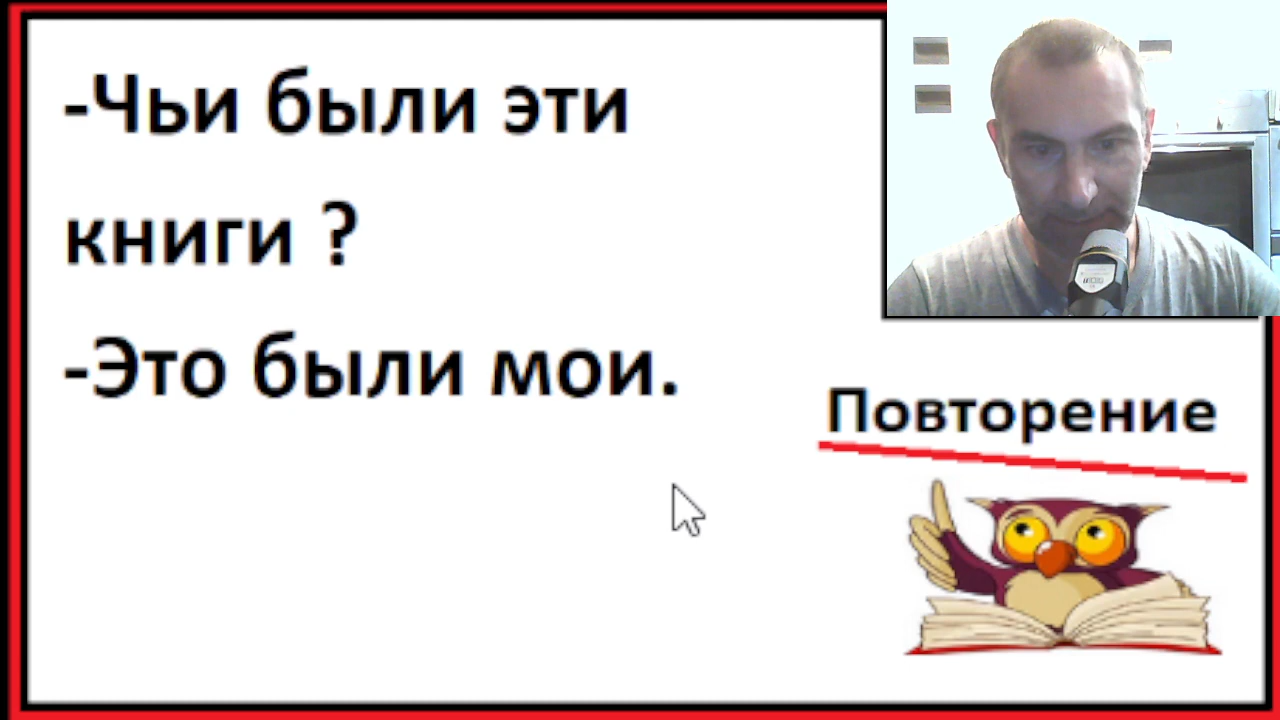 -Чьи были эти
книги ?
-Это были мои.
Повторение